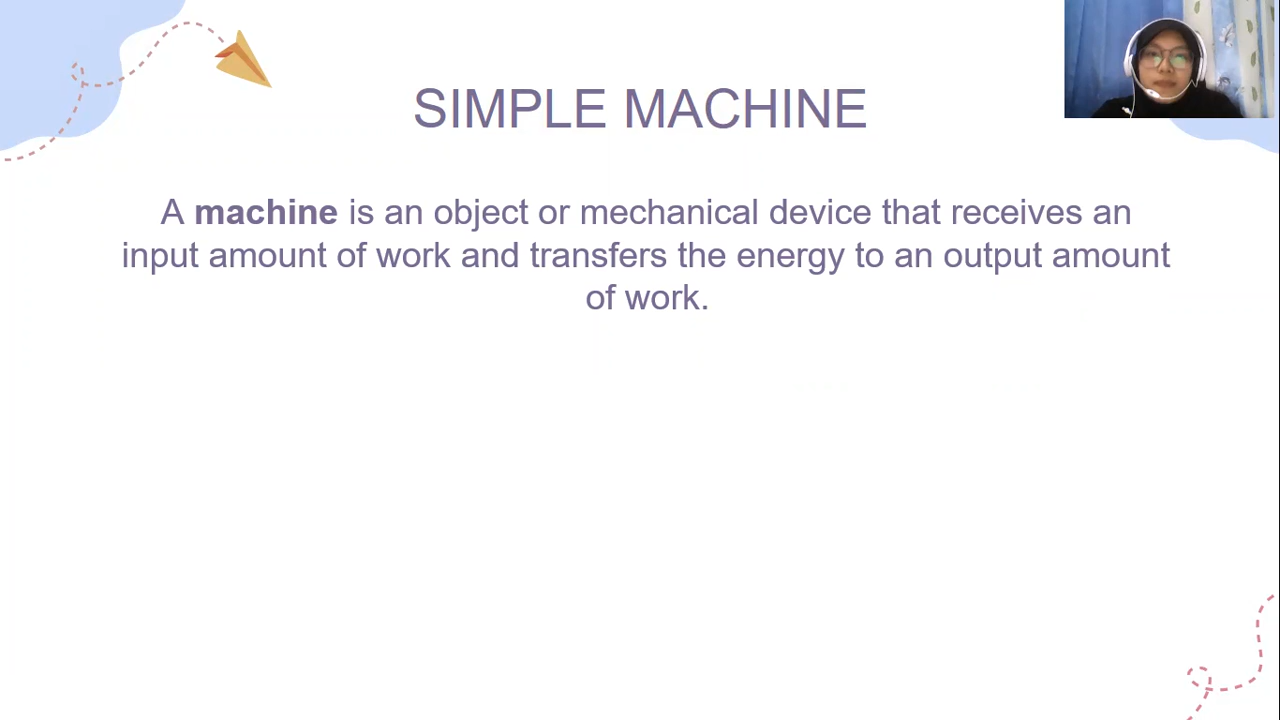 SIMPLE MACHINE
A machine is an object or mechanical device that receives an
input amount of work and transfers the energy to an output amount
of work.